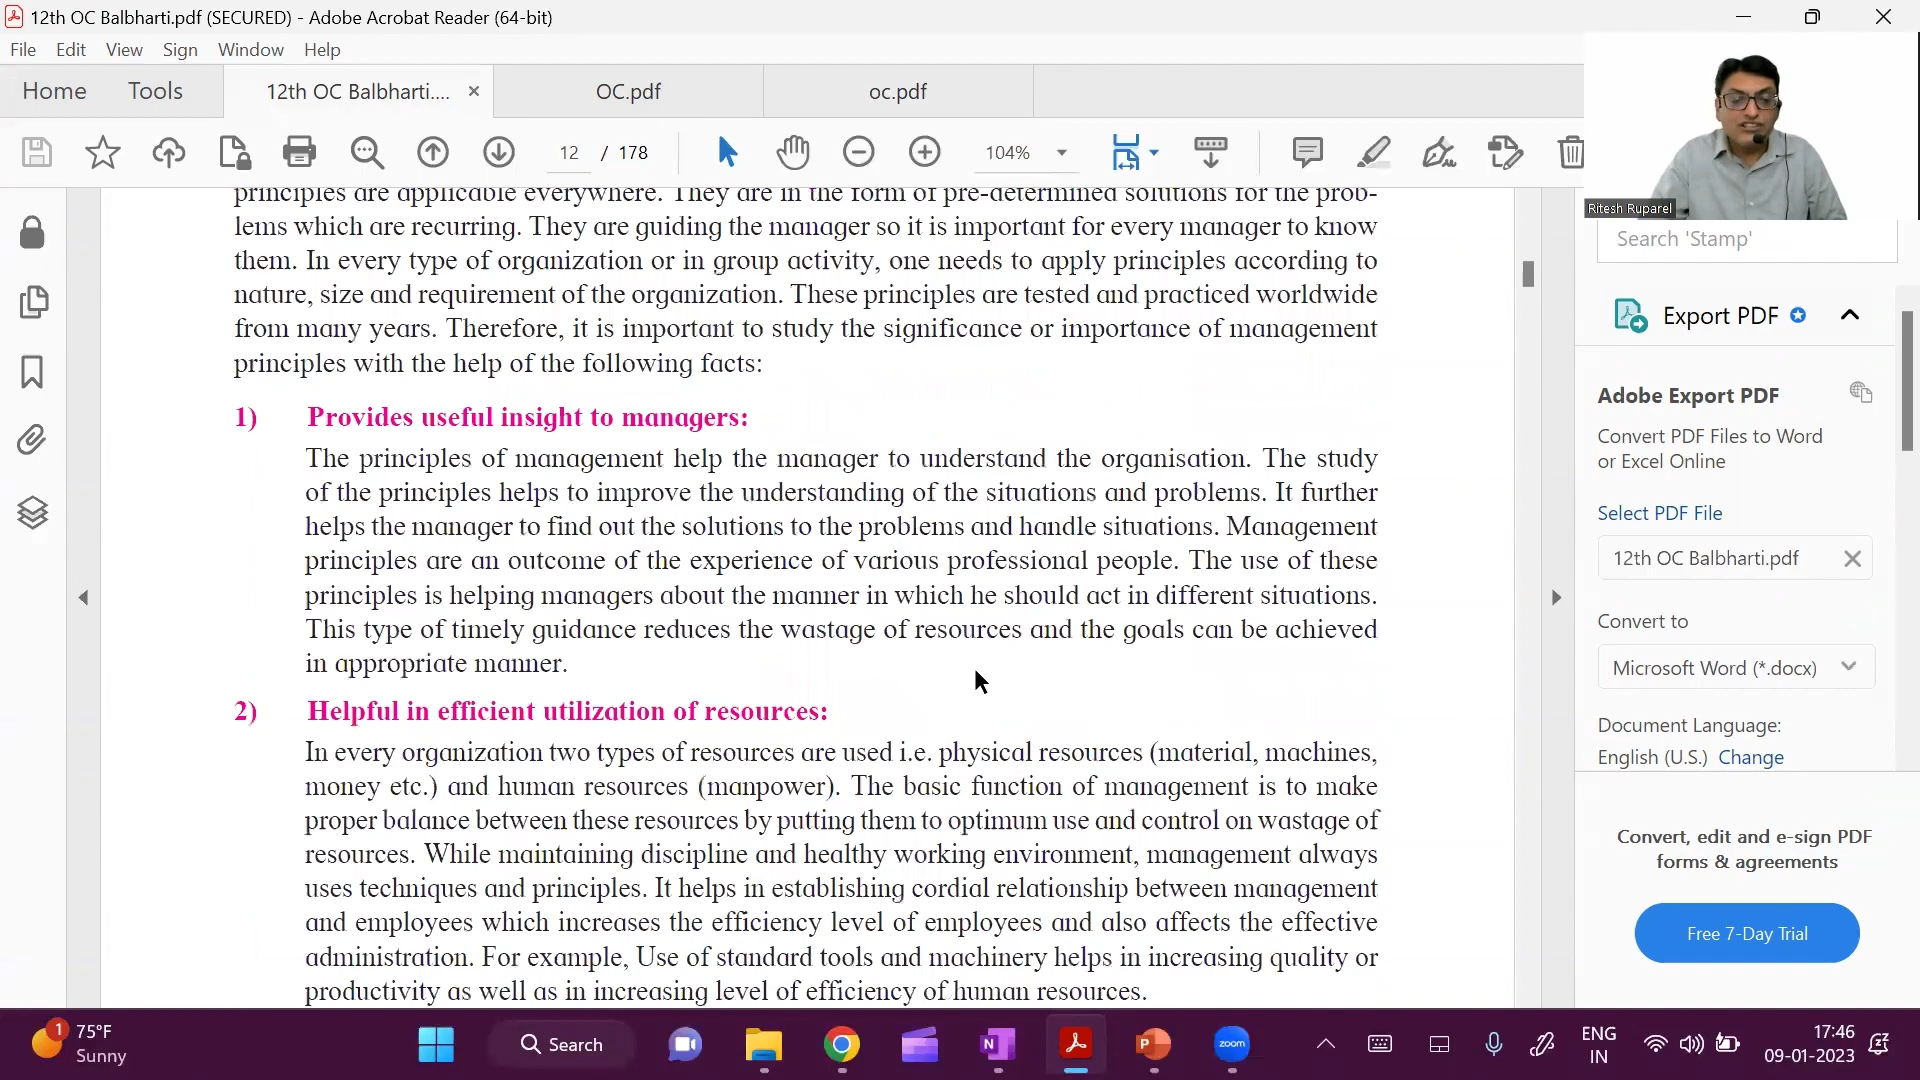 12th OC Balbharti.pdf (SECURED) - Adobe Acrobat Reader (64-bit)
File Edit View Sign Window Help
Home Tools 12th OC Balbharti.... OC.pdf oc.pdf
12 / 178 104%
Ritesh Ruparel
Search 'Stamp'
principles are applicable everywhere. They are in the form of pre-determined solutions for the prob-
lems which are recurring. They are guiding the manager so it is important for every manager to know
them. In every type of organization or in group activity, one needs to apply principles according to
nature, size and requirement of the organization. These principles are tested and practiced worldwide
from many years. Therefore, it is important to study the significance or importance of management
principles with the help of the following facts:
1) Provides useful insight to managers:
The principles of management help the manager to understand the organisation. The study
of the principles helps to improve the understanding of the situations and problems. It further
helps the manager to find out the solutions to the problems and handle situations. Management
principles are an outcome of the experience of various professional people. The use of these
principles is helping managers about the manner in which he should act in different situations.
This type of timely guidance reduces the wastage of resources and the goals can be achieved
in appropriate manner.
2) Helpful in efficient utilization of resources:
In every organization two types of resources are used i.e. physical resources (material, machines,
money etc.) and human resources (manpower). The basic function of management is to make
proper balance between these resources by putting them to optimum use and control on wastage of
resources. While maintaining discipline and healthy working environment, management always
uses techniques and principles. It helps in establishing cordial relationship between management
and employees which increases the efficiency level of employees and also affects the effective
administration. For example, Use of standard tools and machinery helps in increasing quality or
productivity as well as in increasing level of efficiency of human resources.
Export PDF
Adobe Export PDF
Convert PDF Files to Word
or Excel Online
Select PDF File
12th OC Balbharti.pdf
Convert to
Microsoft Word (*.docx)
Document Language:
English (U.S.) Change
Convert, edit and e-sign PDF
forms & agreements
Free 7-Day Trial
1
75°F
Sunny
Search
N
P
zoom
ENG
IN
17:46
09-01-2023